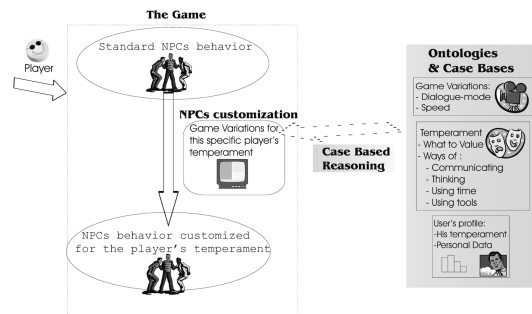 The Game
Standard NPCs behavior
Player
NPCs customization
Game Variations for
this specific player's
temperament
Case Based
Reasoning
NPCs behavior customized
for the player's temperament
Ontologies
& Case Bases
Game Variations:
- Dialogue-mode
- Speed
Temperament
- What to Value
- Ways of :
- Communicating
- Thinking
- Using time
- Using tools
User's profile:
-His temperament
-Personal Data